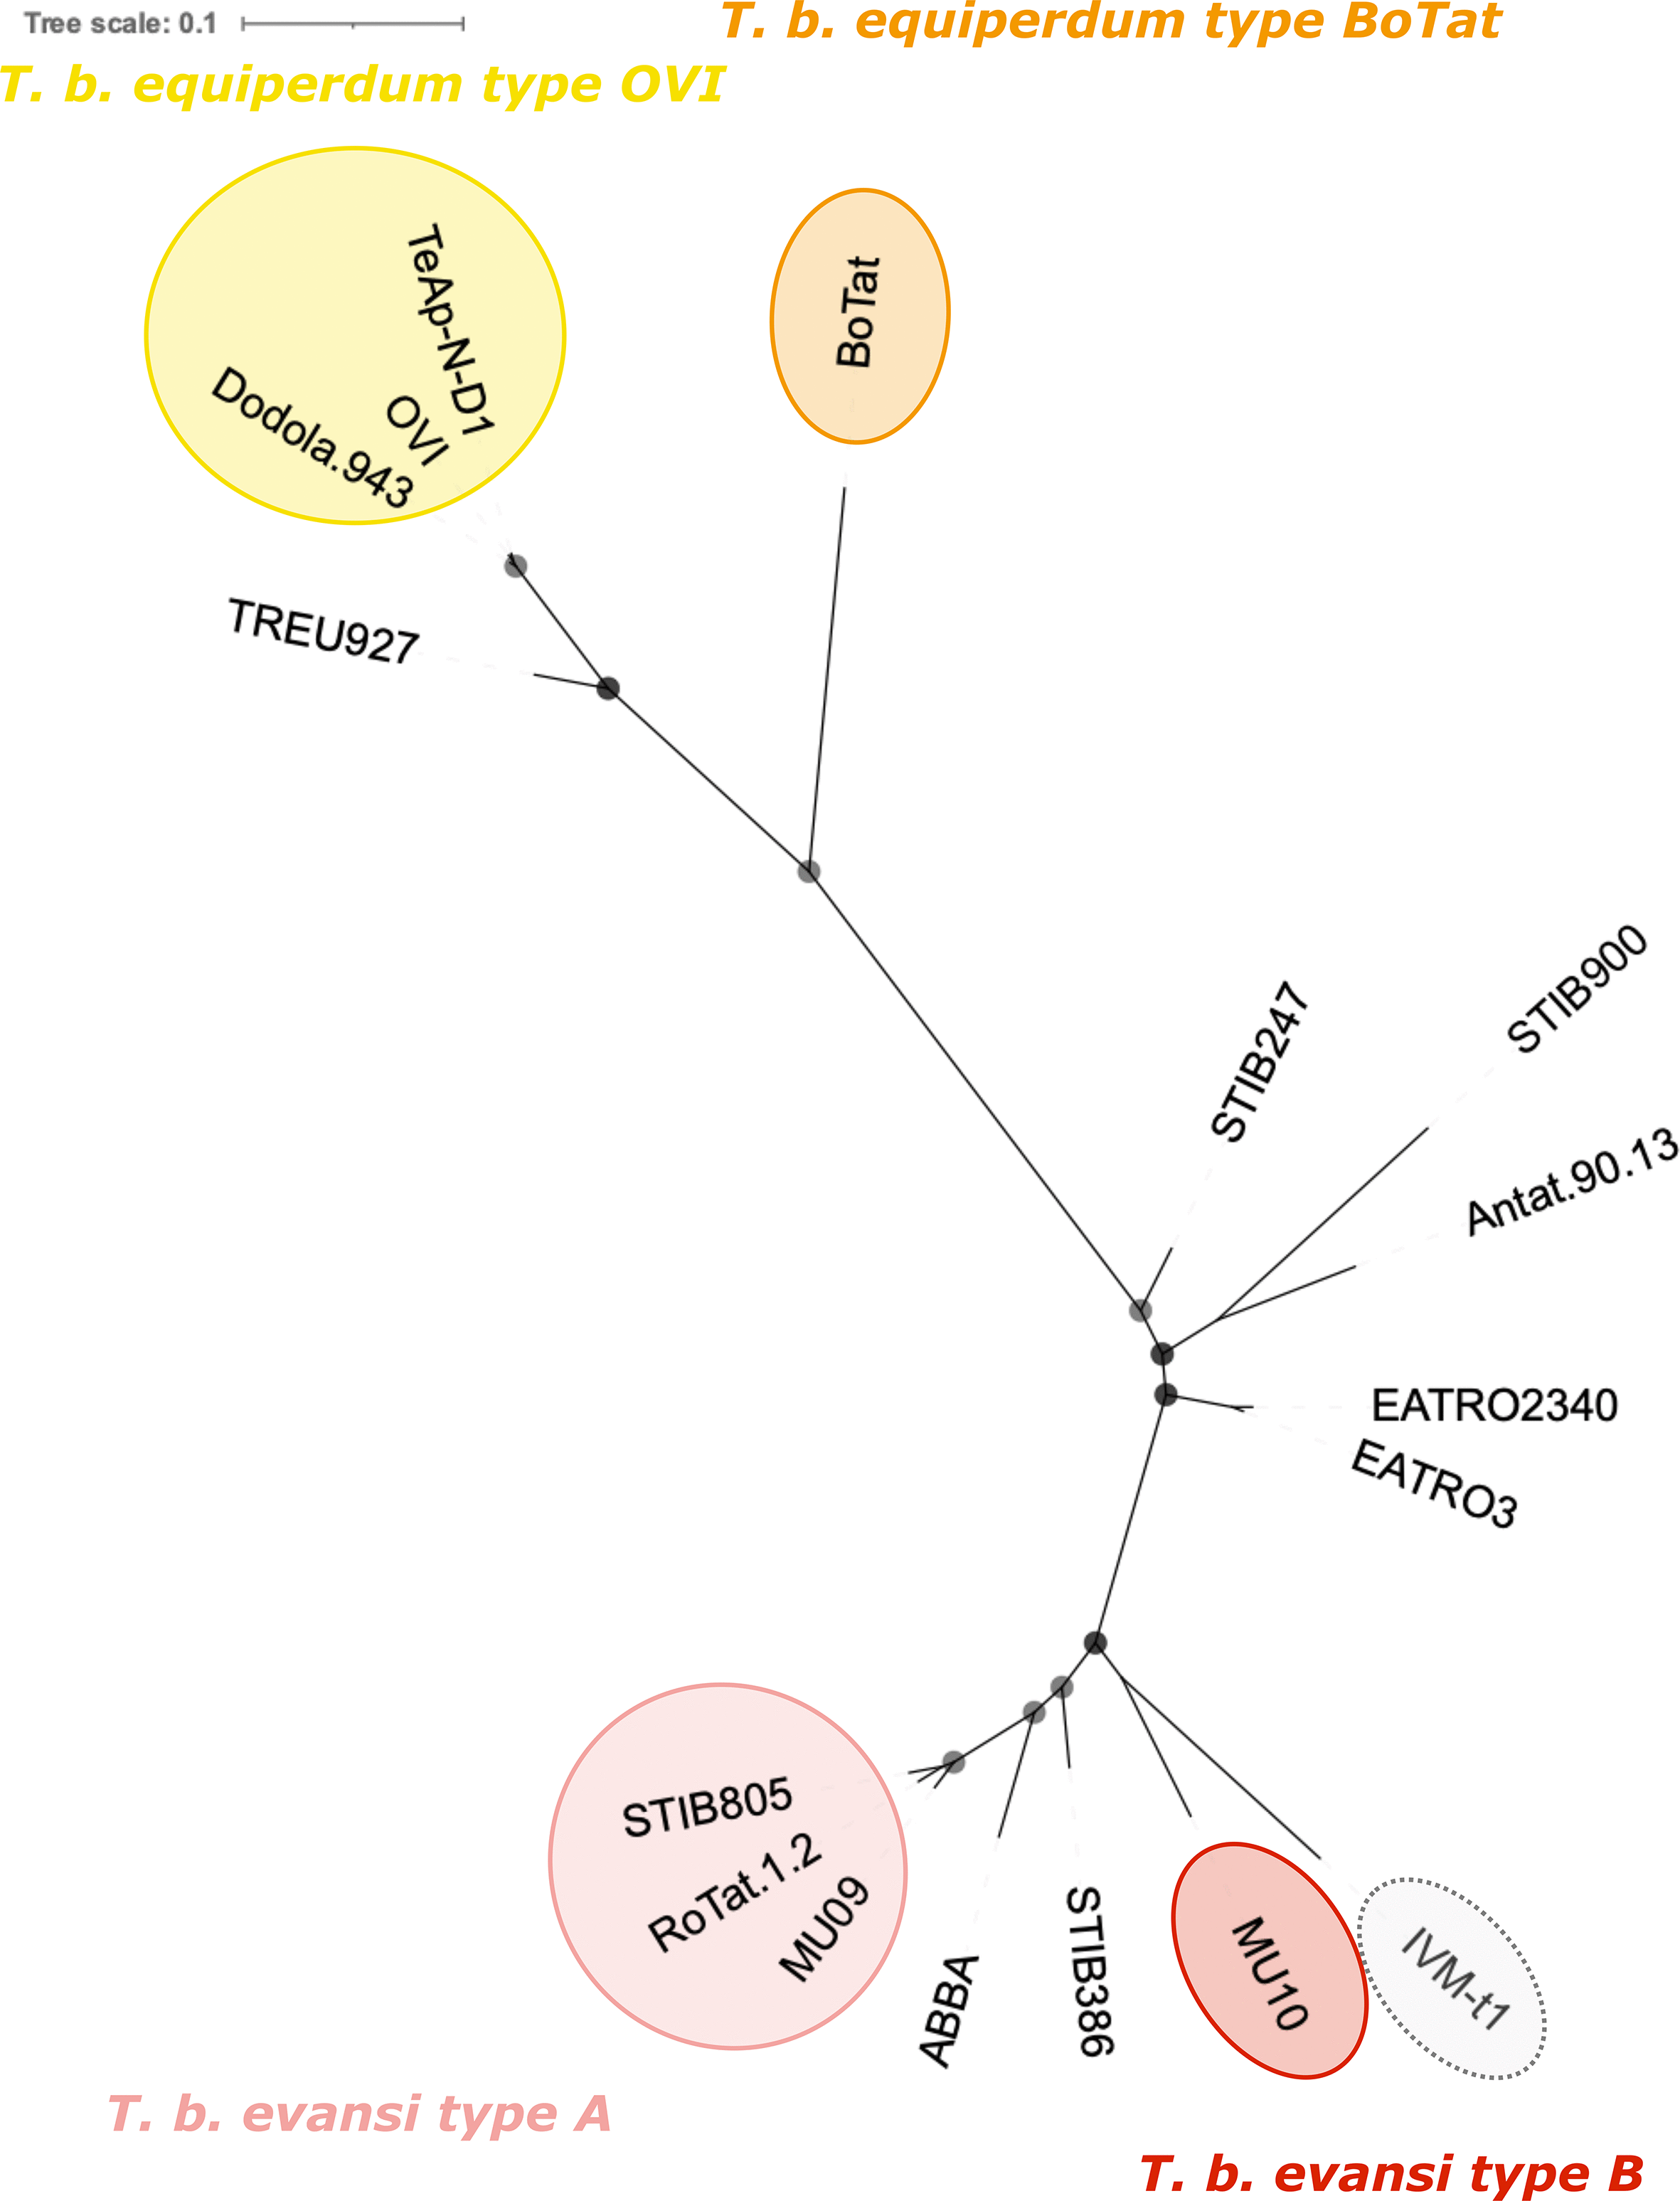 Tree scale: 0.1
T. b. equiperdum type BoTat
T. b. equiperdum type OVI
TeAp-N-D1
OVI
Dodola.943
BoTat
TREU927
STIB247
STIB900
Antat.90.13
EATRO2340
EATRO3
STIB805
RoTat.1.2
MU09
ABBA
STIB386
MU10
IVM-t1
T. b. evansi type A
T. b. evansi type B